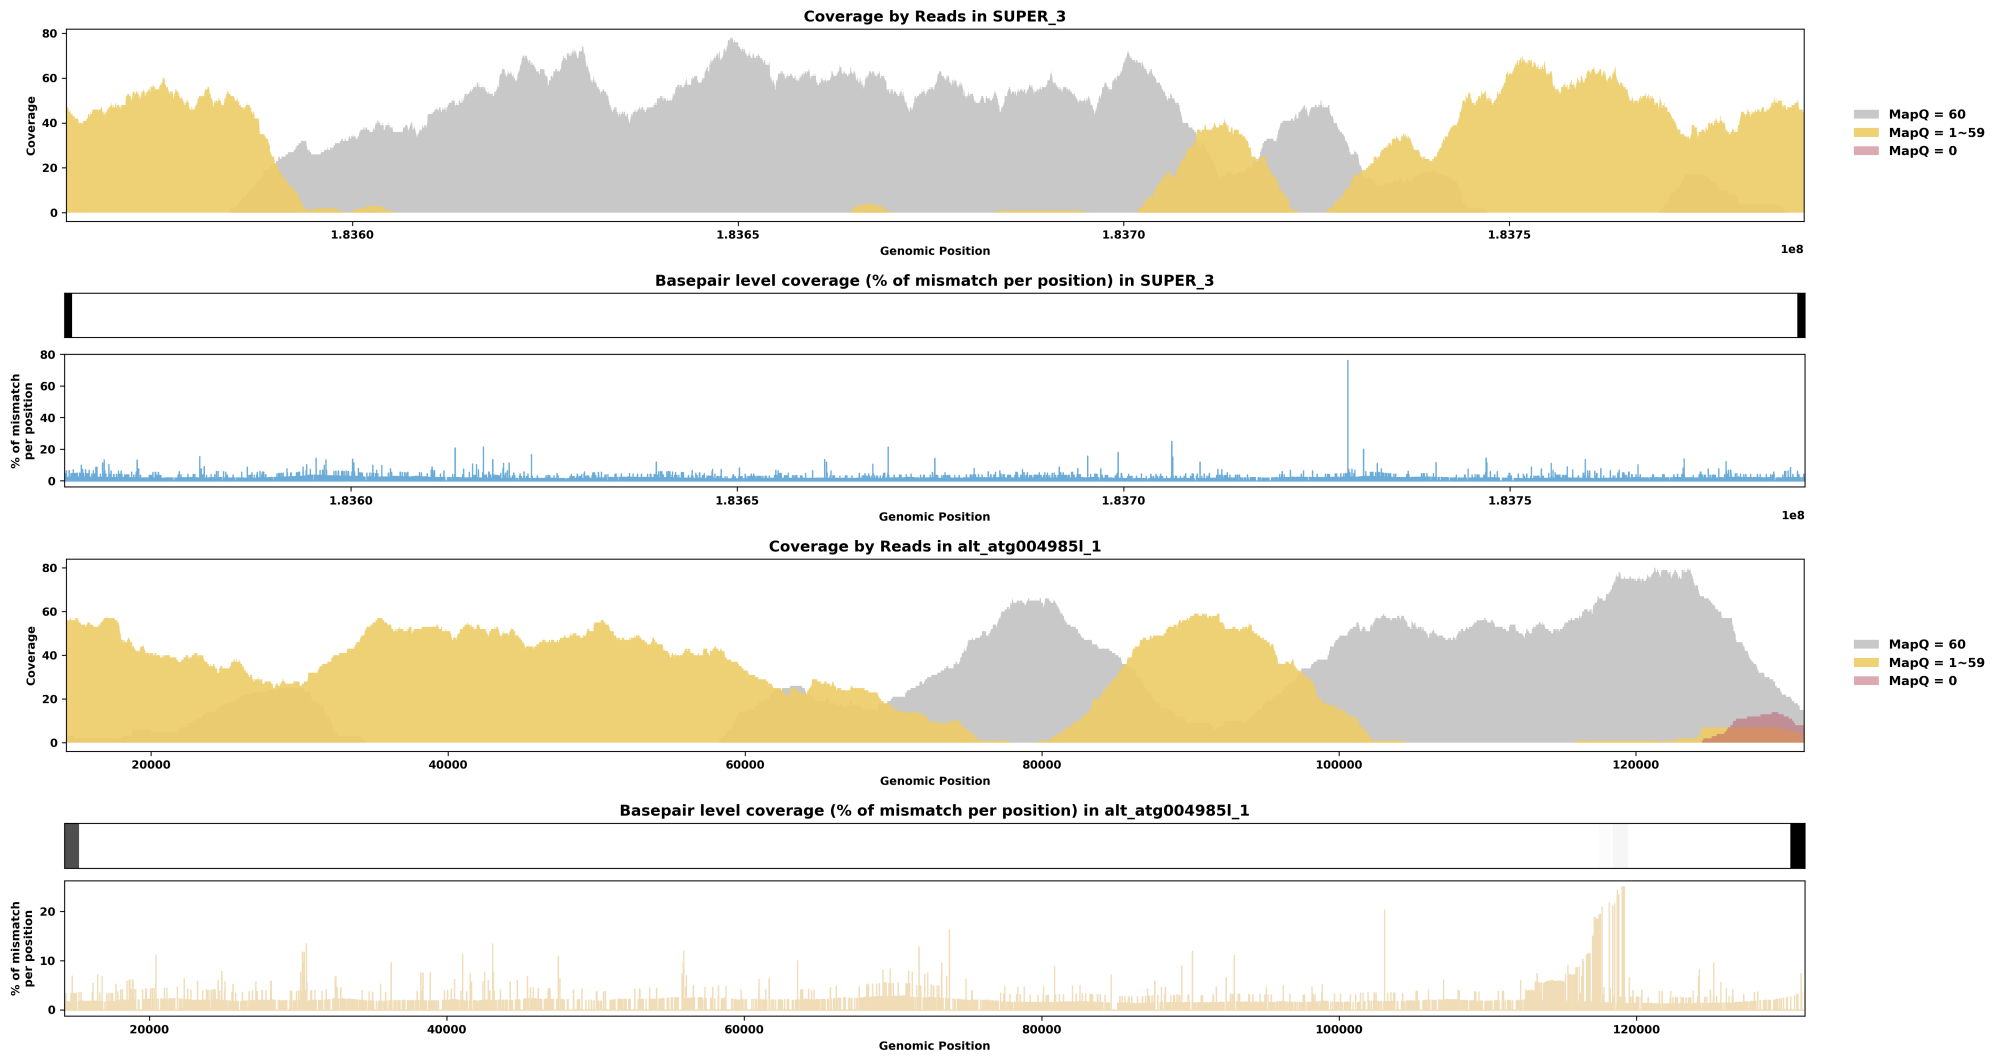 Coverage by Reads in SUPER_3
80
60
40
20
0
Coverage
1.8360
1.8365
1.8370
1.8375
Genomic Position
1e8
MapQ = 60
MapQ = 1~59
MapQ = 0
Basepair level coverage (% of mismatch per position) in SUPER_3
80
60
40
20
0
% of mismatch
per position
1.8360
1.8365
1.8370
1.8375
Genomic Position
1e8
Coverage by Reads in alt_atg004985l_1
80
60
40
20
0
Coverage
20000
40000
60000
80000
100000
120000
Genomic Position
MapQ = 60
MapQ = 1~59
MapQ = 0
Basepair level coverage (% of mismatch per position) in alt_atg004985l_1
20
10
0
% of mismatch
per position
20000
40000
60000
80000
100000
120000
Genomic Position